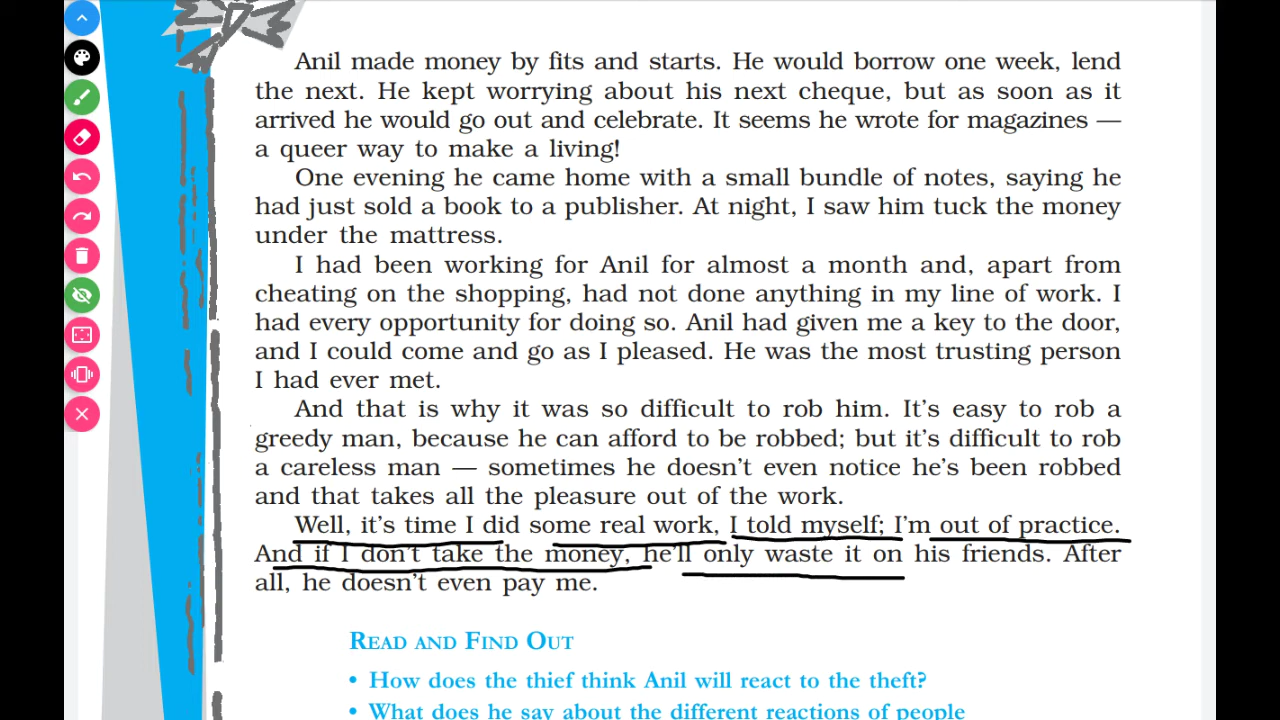 Anil made money by fits and starts. He would borrow one week, lend
the next. He kept worrying about his next cheque, but as soon as it
arrived he would go out and celebrate. It seems he wrote for magazines —
a queer way to make a living!
One evening he came home with a small bundle of notes, saying he
had just sold a book to a publisher. At night, I saw him tuck the money
under the mattress.
I had been working for Anil for almost a month and, apart from
cheating on the shopping, had not done anything in my line of work. I
had every opportunity for doing so. Anil had given me a key to the door,
and I could come and go as I pleased. He was the most trusting person
I had ever met.
And that is why it was so difficult to rob him. It's easy to rob a
greedy man, because he can afford to be robbed; but it's difficult to rob
a careless man — sometimes he doesn't even notice he's been robbed
and that takes all the pleasure out of the work.
Well, it's time I did some real work, I told myself; I'm out of practice.
And if I don't take the money, he'll only waste it on his friends. After
all, he doesn't even pay me.
READ AND FIND OUT
• How does the thief think Anil will react to the theft?
• What does he say about the different reactions of people